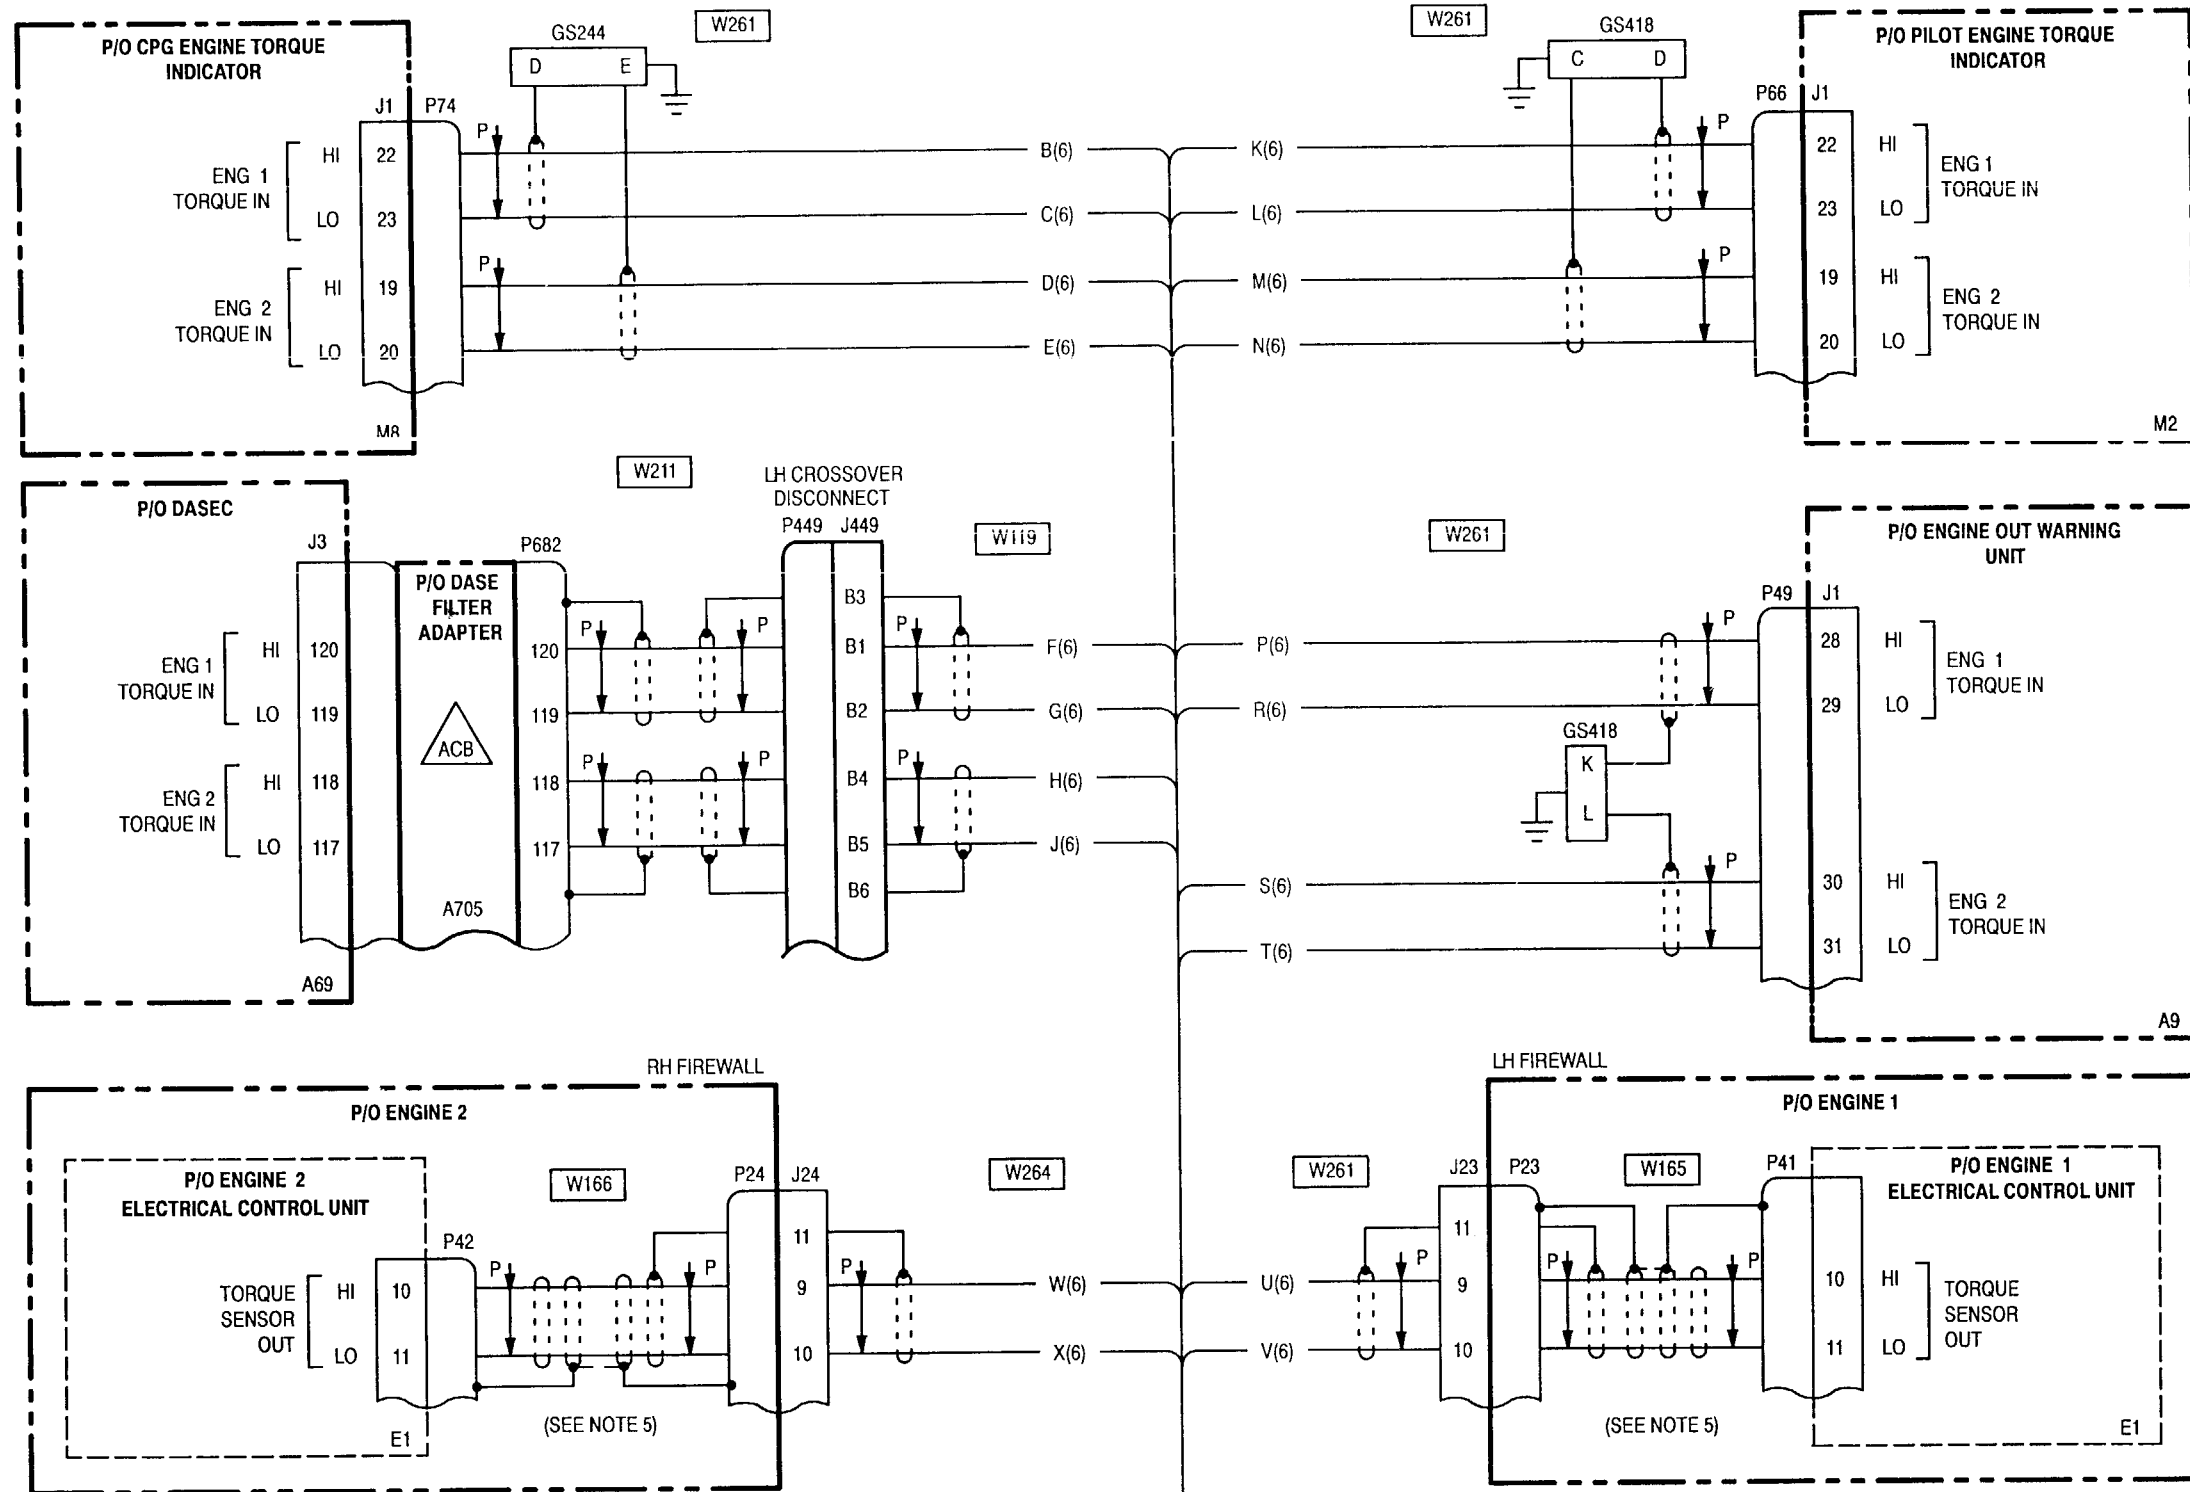 W261
W261
P/O CPG ENGINE TORQUE
INDICATOR
GS244
D E
GS418
C D
P/O PILOT ENGINE TORQUE
INDICATOR
J1 P74
P66 J1
ENG 1
TORQUE IN
HI 22
P
B(6) K(6)
P
22 HI
ENG 1
TORQUE IN
LO 23
C(6) L(6)
23 LO
ENG 2
TORQUE IN
HI 19
P
D(6) M(6)
P
19 HI
ENG 2
TORQUE IN
LO 20
E(6) N(6)
20 LO
M8
M2
W211
LH CROSSOVER
DISCONNECT
P449 J449
W119
W261
P/O DASEC
J3
P682
P/O DASE
FILTER
ADAPTER
P/O ENGINE OUT WARNING
UNIT
P49 J1
B3
ENG 1
TORQUE IN
HI 120
120
P
P
B1
P
F(6) P(6)
P
28 HI
ENG 1
TORQUE IN
LO 119
119
B2
G(6) R(6)
29 LO
ACB
GS418
K
L
ENG 2
TORQUE IN
HI 118
118
P
P
B4
P
H(6)
LO 117
117
B5
J(6)
B6
S(6)
P
30 HI
ENG 2
TORQUE IN
T(6)
31 LO
A705
A69
A9
RH FIREWALL
LH FIREWALL
P/O ENGINE 2
P/O ENGINE 1
P/O ENGINE 2
ELECTRICAL CONTROL UNIT
W166
P24 J24
W264
W261
J23 P23
W165
P41
P/O ENGINE 1
ELECTRICAL CONTROL UNIT
P42
11
11
TORQUE
SENSOR
OUT
HI 10
P
P
9
P
W(6) U(6)
P
9
P
P
10 HI
TORQUE
SENSOR
OUT
LO 11
10
X(6) V(6)
10
11 LO
(SEE NOTE 5)
(SEE NOTE 5)
E1
E1